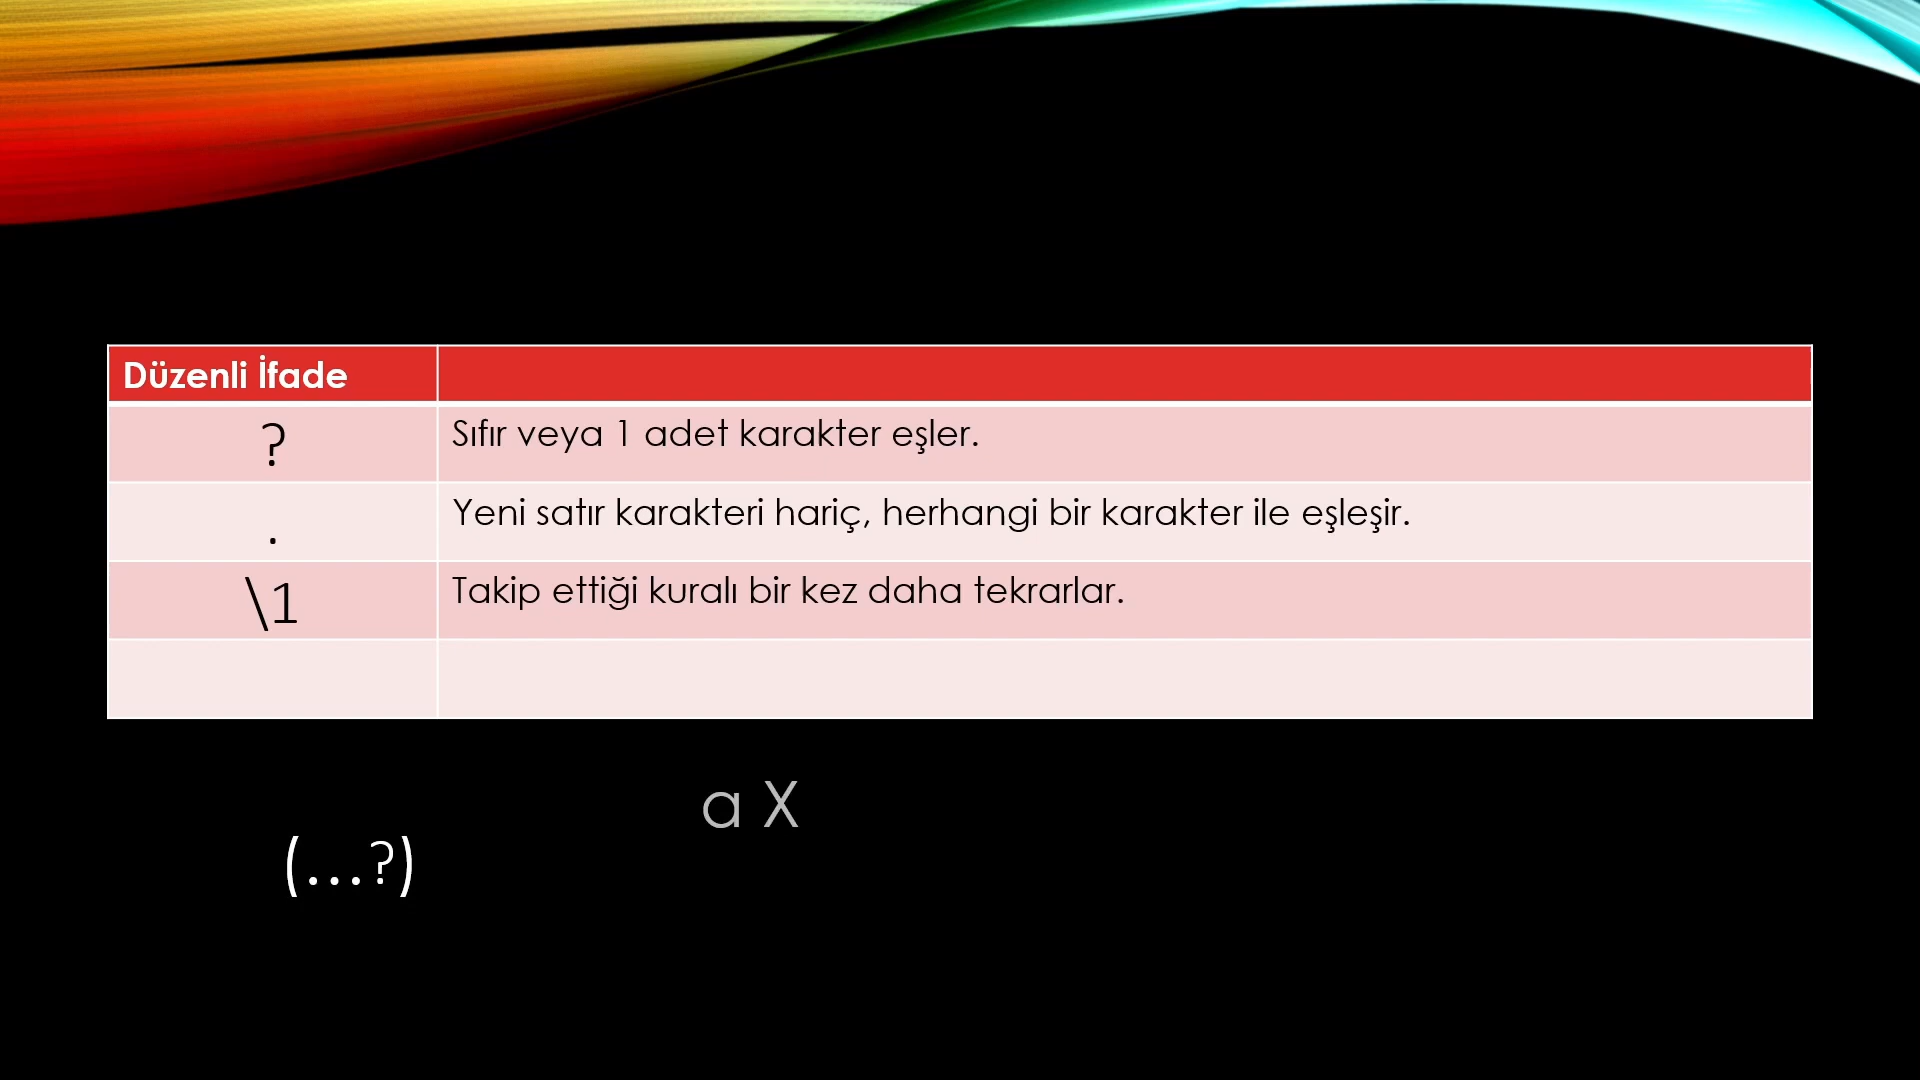 Düzenli İfade
? Sıfır veya 1 adet karakter eşler.
. Yeni satır karakteri hariç, herhangi bir karakter ile eşleşir.
\1 Takip ettiği kuralı bir kez daha tekrarlar.
a X
(...?)